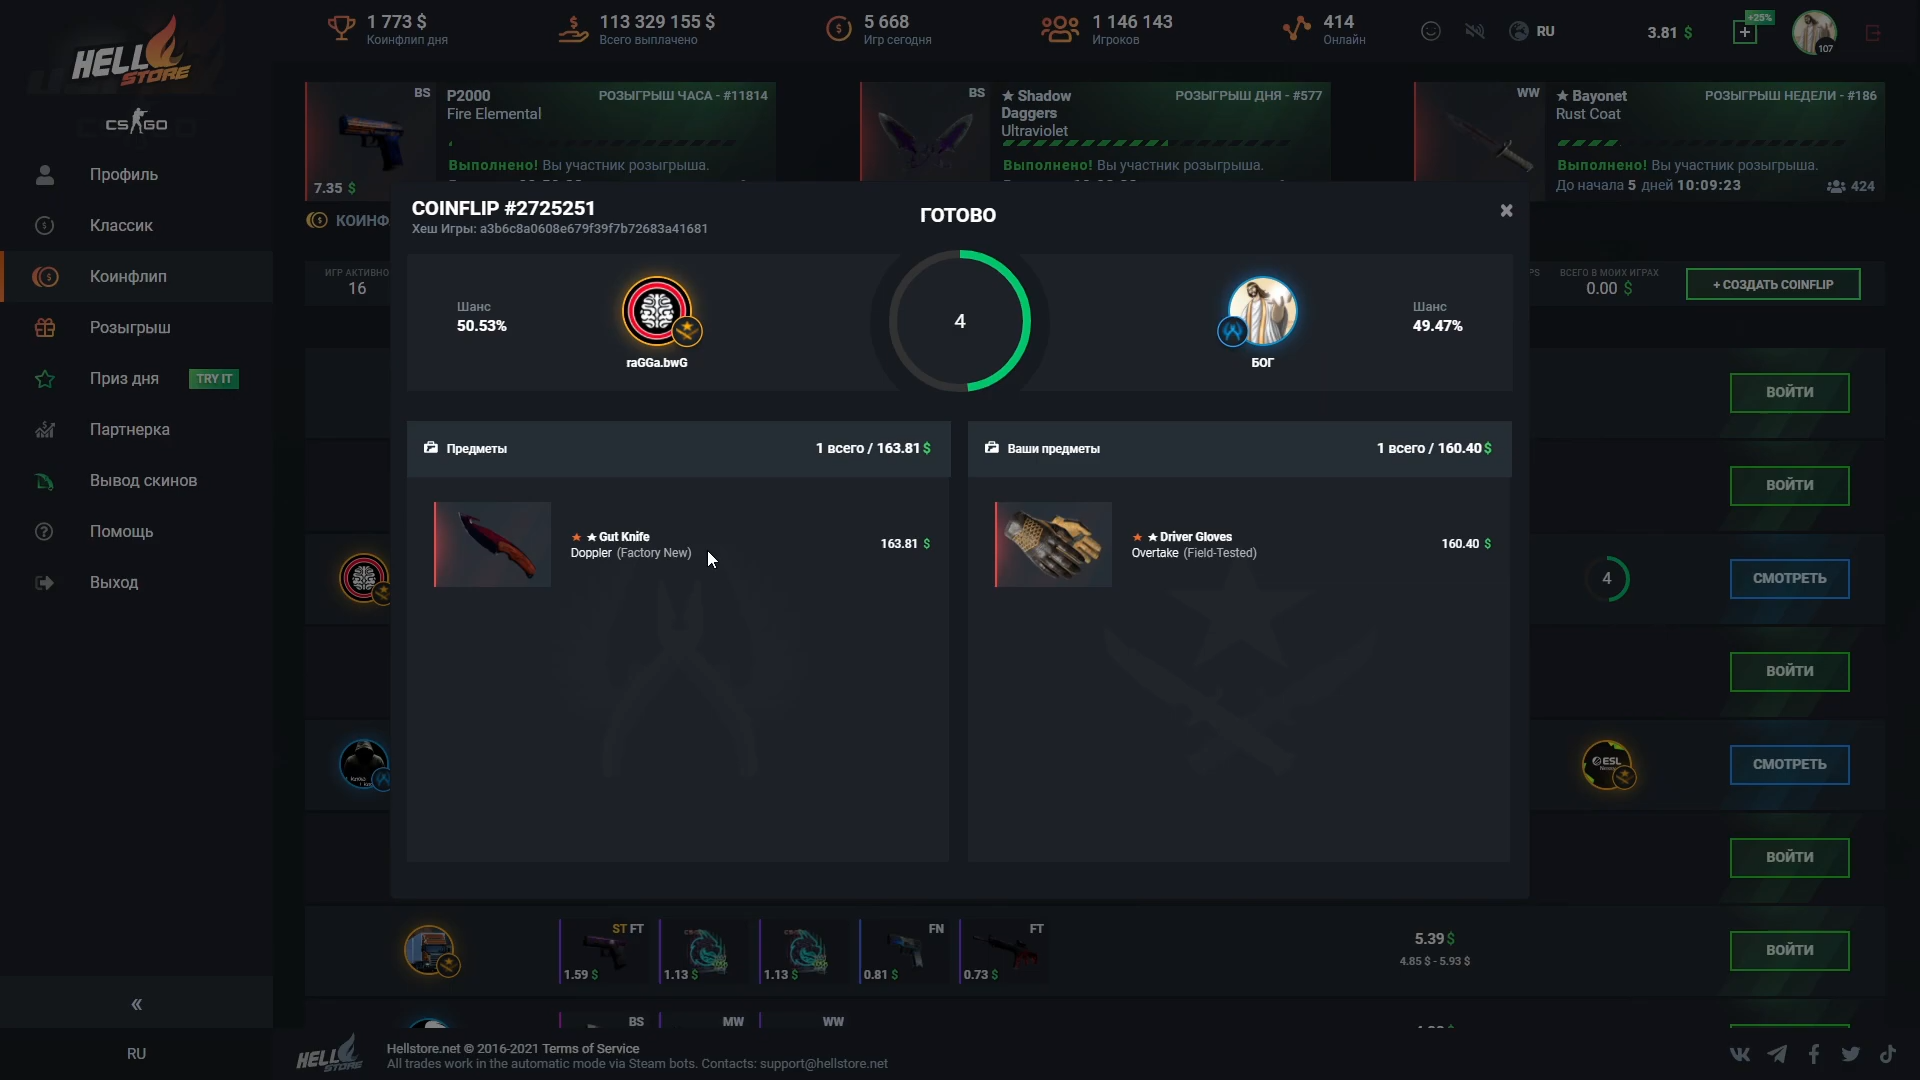 HELL
STORE
CS GO
1 773 $
Коинфлип дня
113 329 155 $
Всего выплачено
5 668
Игр сегодня
1 146 143
Игроков
414
Онлайн
RU
3.81 $
+25%
107
Профиль
Классик
Коинфлип
Розыгрыш
Приз дня
TRY IT
Партнерка
Вывод скинов
Помощь
Выход
«
RU
BS
7.35 $
P2000
Fire Elemental
РОЗЫГРЫШ ЧАСА - #11814
Выполнено! Вы участник розыгрыша.
BS
★ Shadow
Daggers
Ultraviolet
РОЗЫГРЫШ ДНЯ - #577
Выполнено! Вы участник розыгрыша.
WW
★ Bayonet
Rust Coat
РОЗЫГРЫШ НЕДЕЛИ - #186
Выполнено! Вы участник розыгрыша.
До начала 5 дней 10:09:23
424
КОИНФ
ИГР АКТИВНО
16
ВСЕГО В МОИХ ИГРАХ
0.00 $
+ СОЗДАТЬ COINFLIP
COINFLIP #2725251
Хеш Игры: a3b6c8a0608e679f39f7b72683a41681
ГОТОВО
Шанс
50.53%
raGGa.bwG
4
БОГ
Шанс
49.47%
Предметы
1 всего / 163.81 $
★ ★ Gut Knife
Doppler (Factory New)
163.81 $
Ваши предметы
1 всего / 160.40 $
★ ★ Driver Gloves
Overtake (Field-Tested)
160.40 $
ВОЙТИ
ВОЙТИ
4
СМОТРЕТЬ
ВОЙТИ
ESL
СМОТРЕТЬ
ВОЙТИ
ST FT
1.59 $
1.13 $
1.13 $
FN
0.81 $
FT
0.73 $
5.39 $
4.85 $ - 5.93 $
ВОЙТИ
BS
MW
WW
HELL
STORE
Hellstore.net © 2016-2021 Terms of Service
All trades work in the automatic mode via Steam bots. Contacts: support@hellstore.net